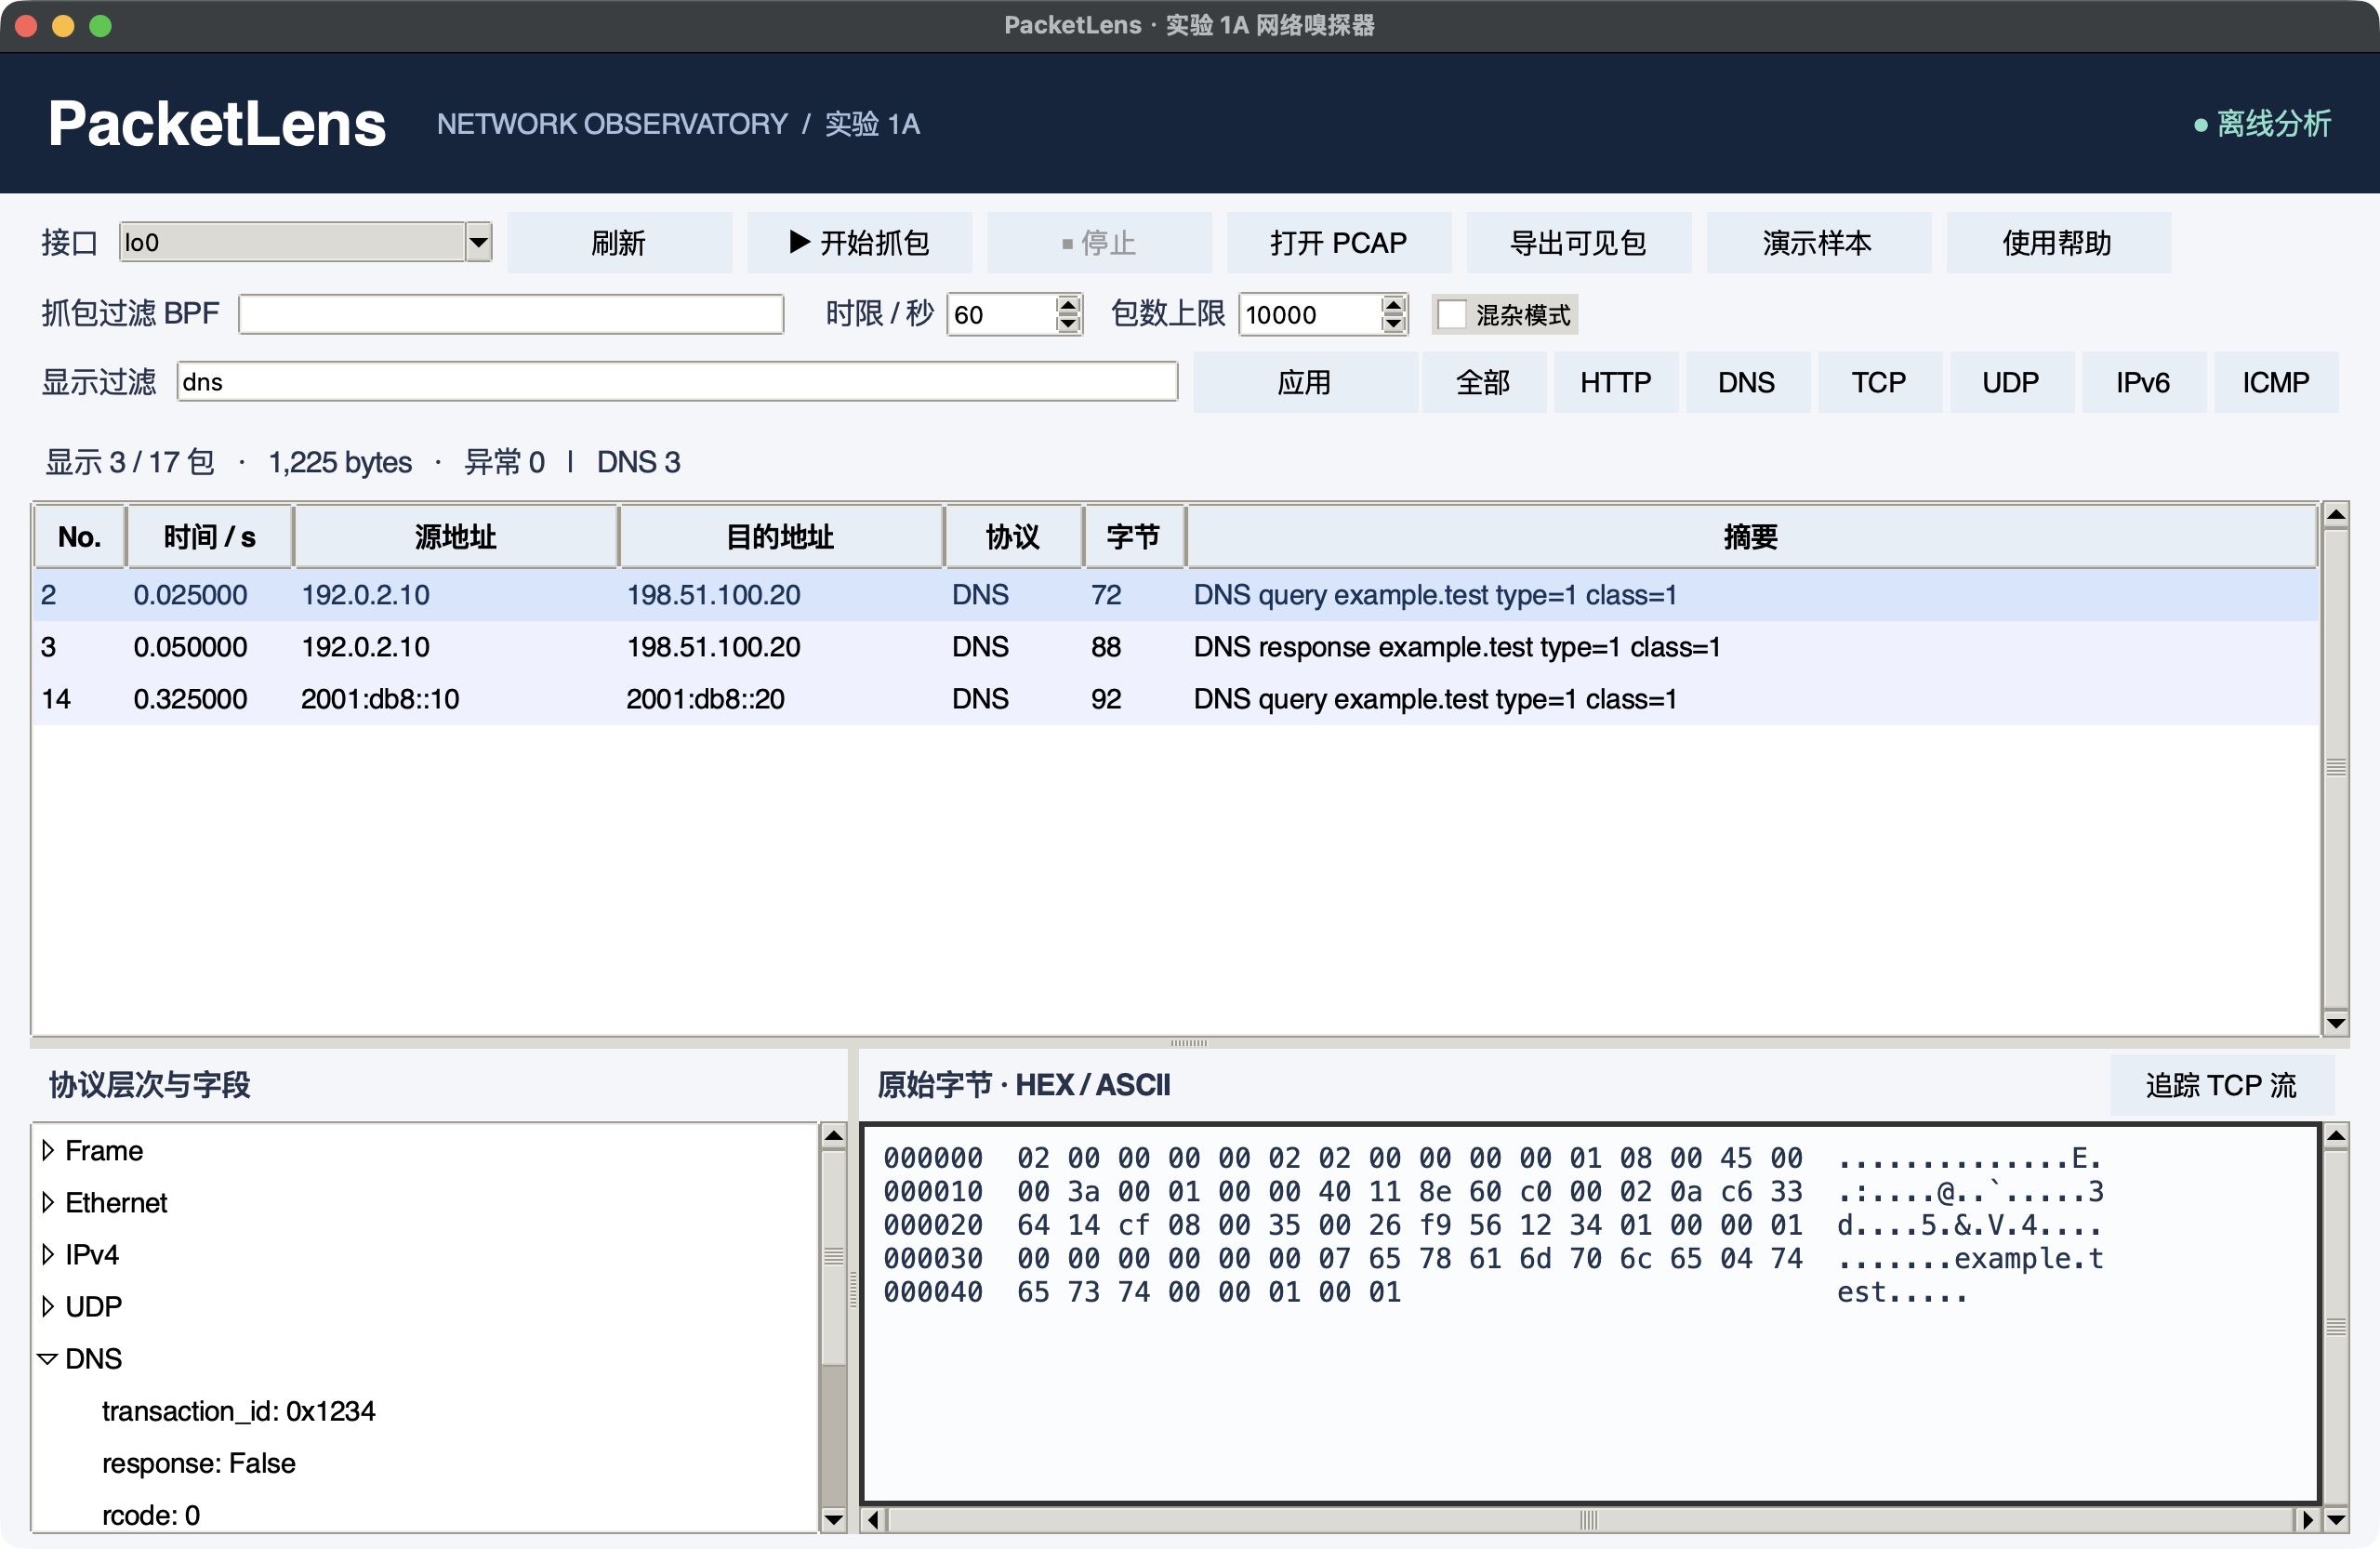 PacketLens · 实验 1A 网络嗅探器
PacketLens NETWORK OBSERVATORY / 实验 1A ● 离线分析
接口 lo0 刷新 ▶ 开始抓包 ■ 停止 打开 PCAP 导出可见包 演示样本 使用帮助
抓包过滤 BPF 时限 / 秒 60 包数上限 10000 混杂模式
显示过滤 dns 应用 全部 HTTP DNS TCP UDP IPv6 ICMP
显示 3 / 17 包 · 1,225 bytes · 异常 0 | DNS 3
No. 时间 / s 源地址 目的地址 协议 字节 摘要
2 0.025000 192.0.2.10 198.51.100.20 DNS 72 DNS query example.test type=1 class=1
3 0.050000 192.0.2.10 198.51.100.20 DNS 88 DNS response example.test type=1 class=1
14 0.325000 2001:db8::10 2001:db8::20 DNS 92 DNS query example.test type=1 class=1
协议层次与字段
Frame
Ethernet
IPv4
UDP
DNS
transaction_id: 0x1234
response: False
rcode: 0
原始字节 · HEX / ASCII 追踪 TCP 流
000000 02 00 00 00 00 02 02 00 00 00 00 01 08 00 45 00 ..............E.
000010 00 3a 00 01 00 00 40 11 8e 60 c0 00 02 0a c6 33 .:....@..`.....3
000020 64 14 cf 08 00 35 00 26 f9 56 12 34 01 00 00 01 d....5.&.V.4....
000030 00 00 00 00 00 00 07 65 78 61 6d 70 6c 65 04 74 .......example.t
000040 65 73 74 00 00 01 00 01 est.....